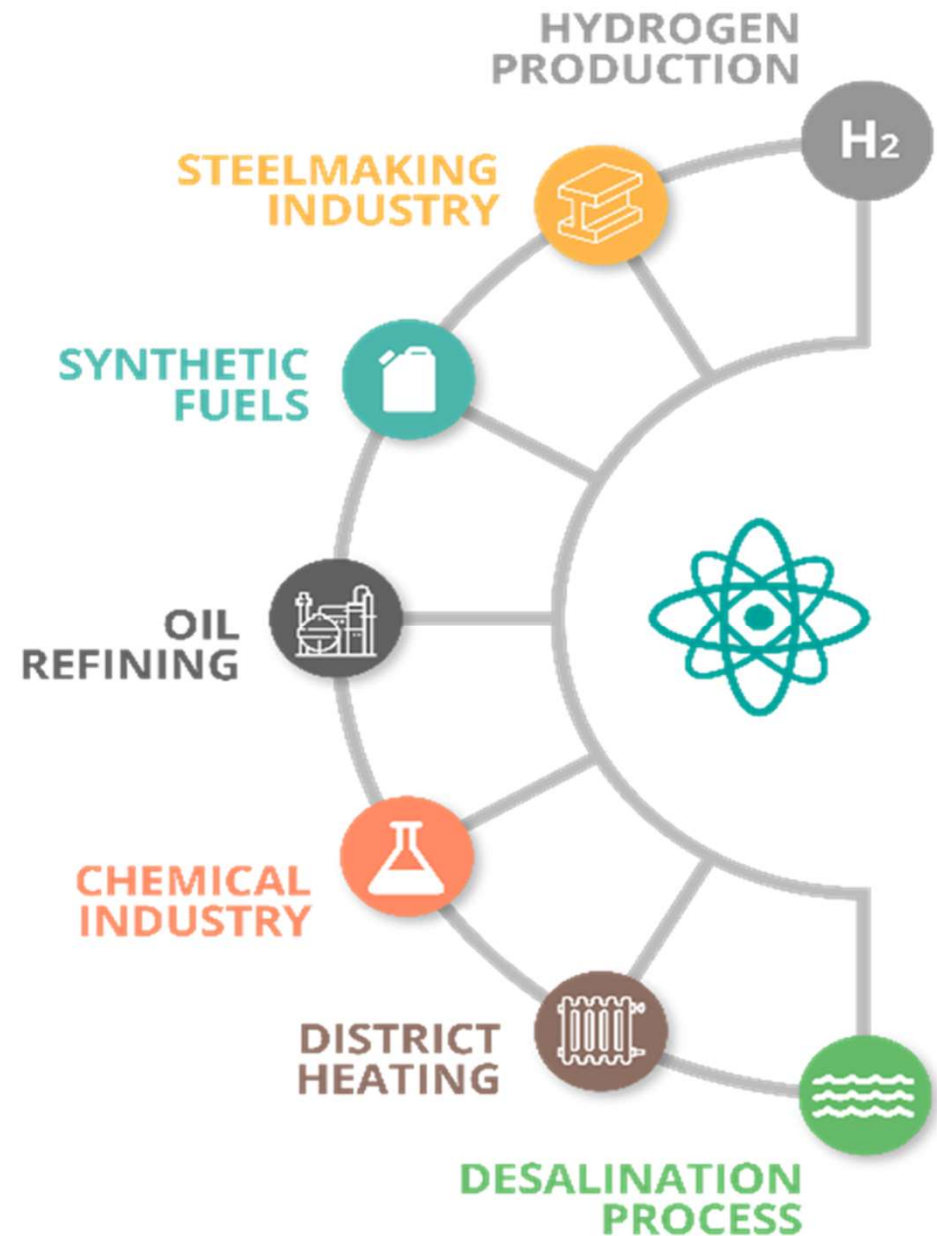 HYDROGEN
PRODUCTION
H2
STEELMAKING
INDUSTRY
SYNTHETIC
FUELS
OIL
REFINING
CHEMICAL
INDUSTRY
DISTRICT
HEATING
DESALINATION
PROCESS